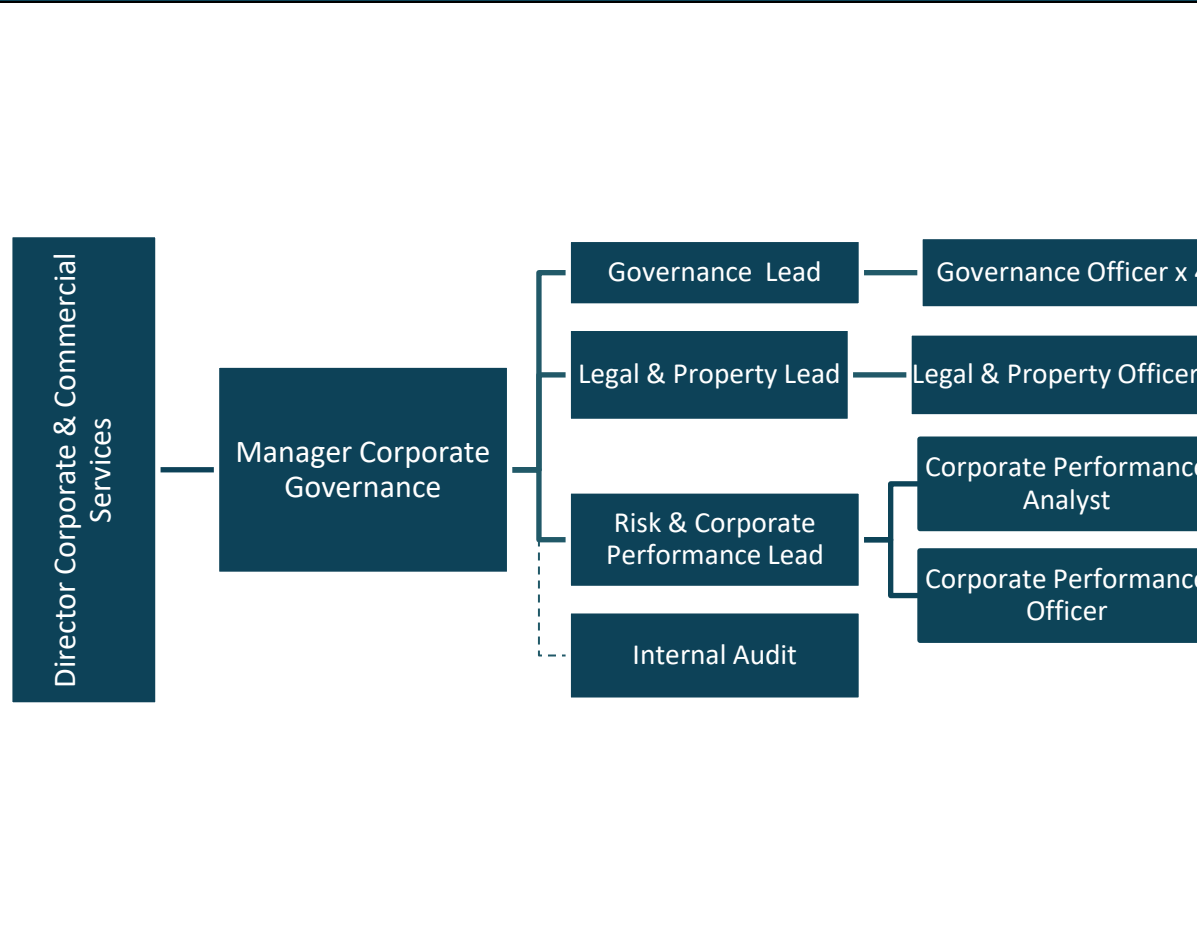 Director Corporate & Commercial
Services
Manager Corporate
Governance
Governance Lead
Governance Officer x
Legal & Property Lead
Legal & Property Officer
Risk & Corporate
Performance Lead
Corporate Performance
Analyst
Corporate Performance
Officer
Internal Audit